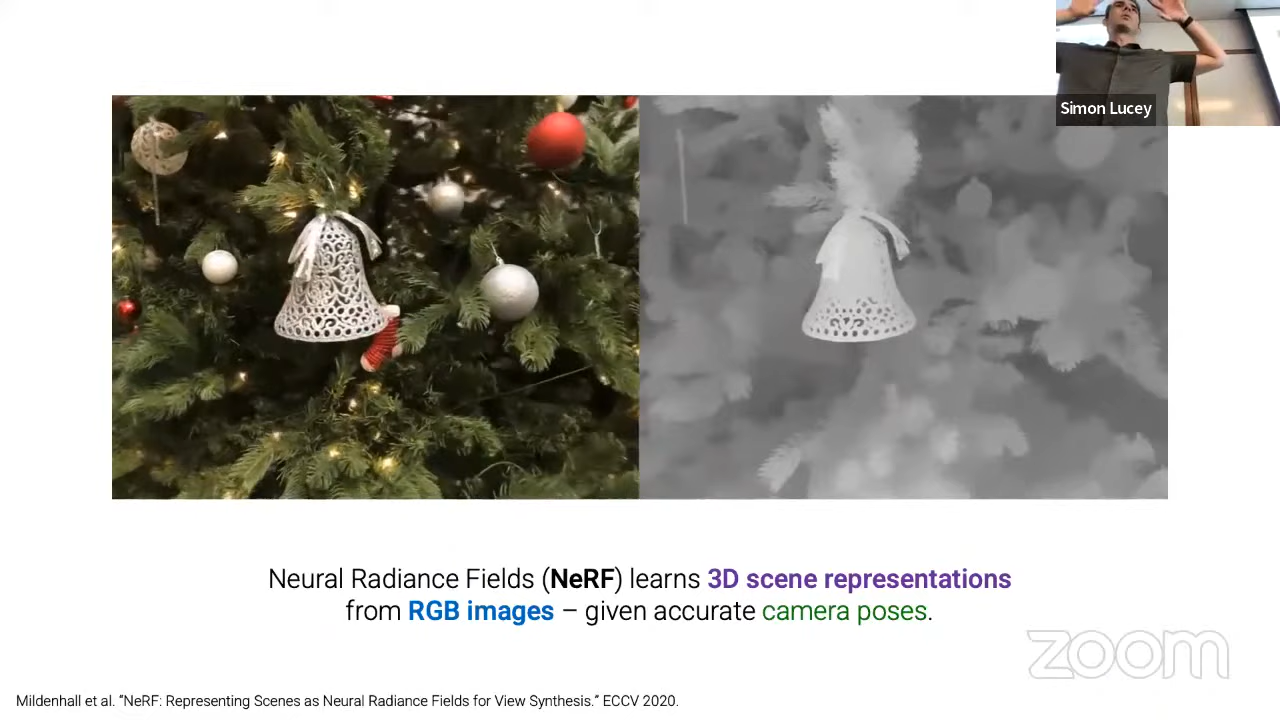 Simon Lucey
Neural Radiance Fields (NeRF) learns 3D scene representations
from RGB images – given accurate camera poses.
zoom
Mildenhall et al. “NeRF: Representing Scenes as Neural Radiance Fields for View Synthesis.” ECCV 2020.